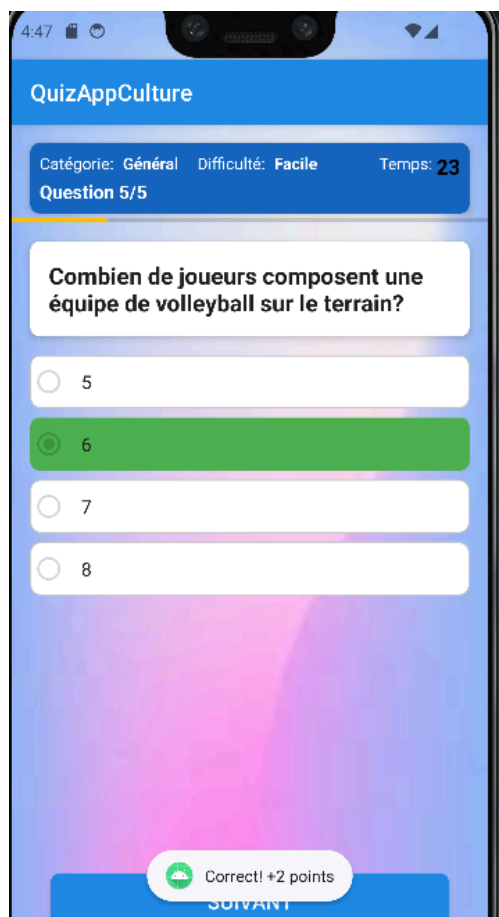 4:47
QuizAppCulture
Catégorie: Général Difficulté: Facile Temps: 23
Question 5/5
Combien de joueurs composent une
équipe de volleyball sur le terrain?
5
6
7
8
Correct! +2 points
SUIVANT